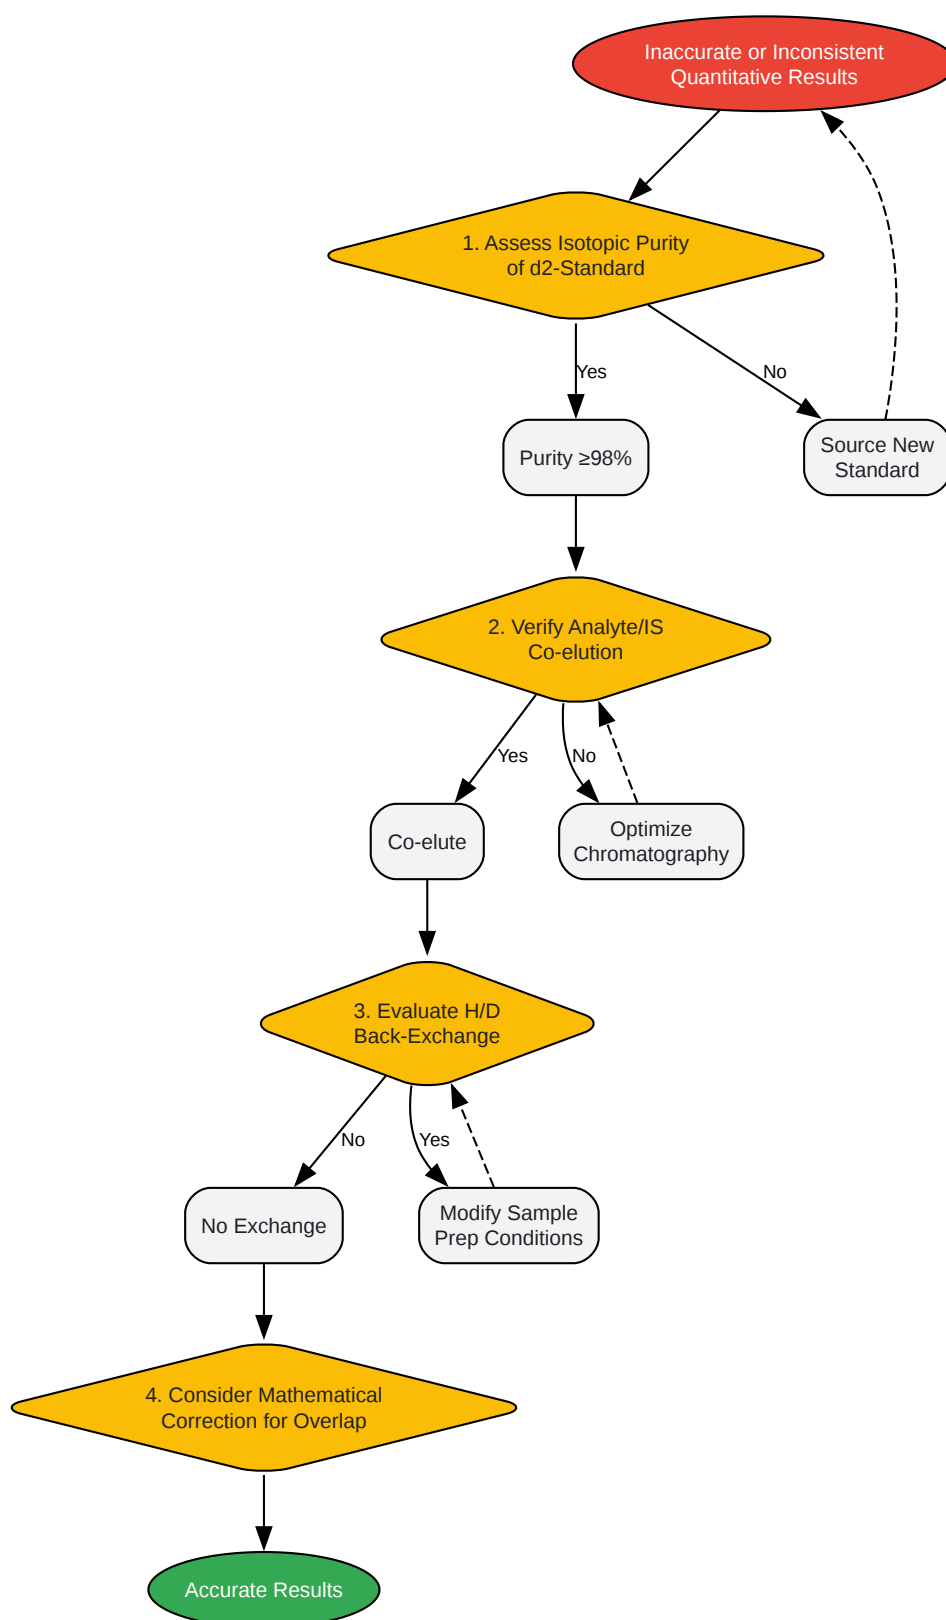 Inaccurate or Inconsistent
Quantitative Results
1. Assess Isotopic Purity
of d2-Standard
Yes
No
Purity ≥98%
Source New
Standard
2. Verify Analyte/IS
Co-elution
Yes
No
Co-elute
Optimize
Chromatography
3. Evaluate H/D
Back-Exchange
No
Yes
No Exchange
Modify Sample
Prep Conditions
4. Consider Mathematical
Correction for Overlap
Accurate Results